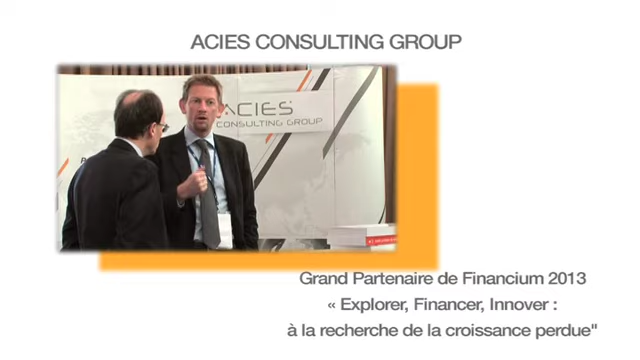 ACIES CONSULTING GROUP
ACIES
CONSULTING GROUP
Grand Partenaire de Financium 2013
« Explorer, Financer, Innover :
à la recherche de la croissance perdue"